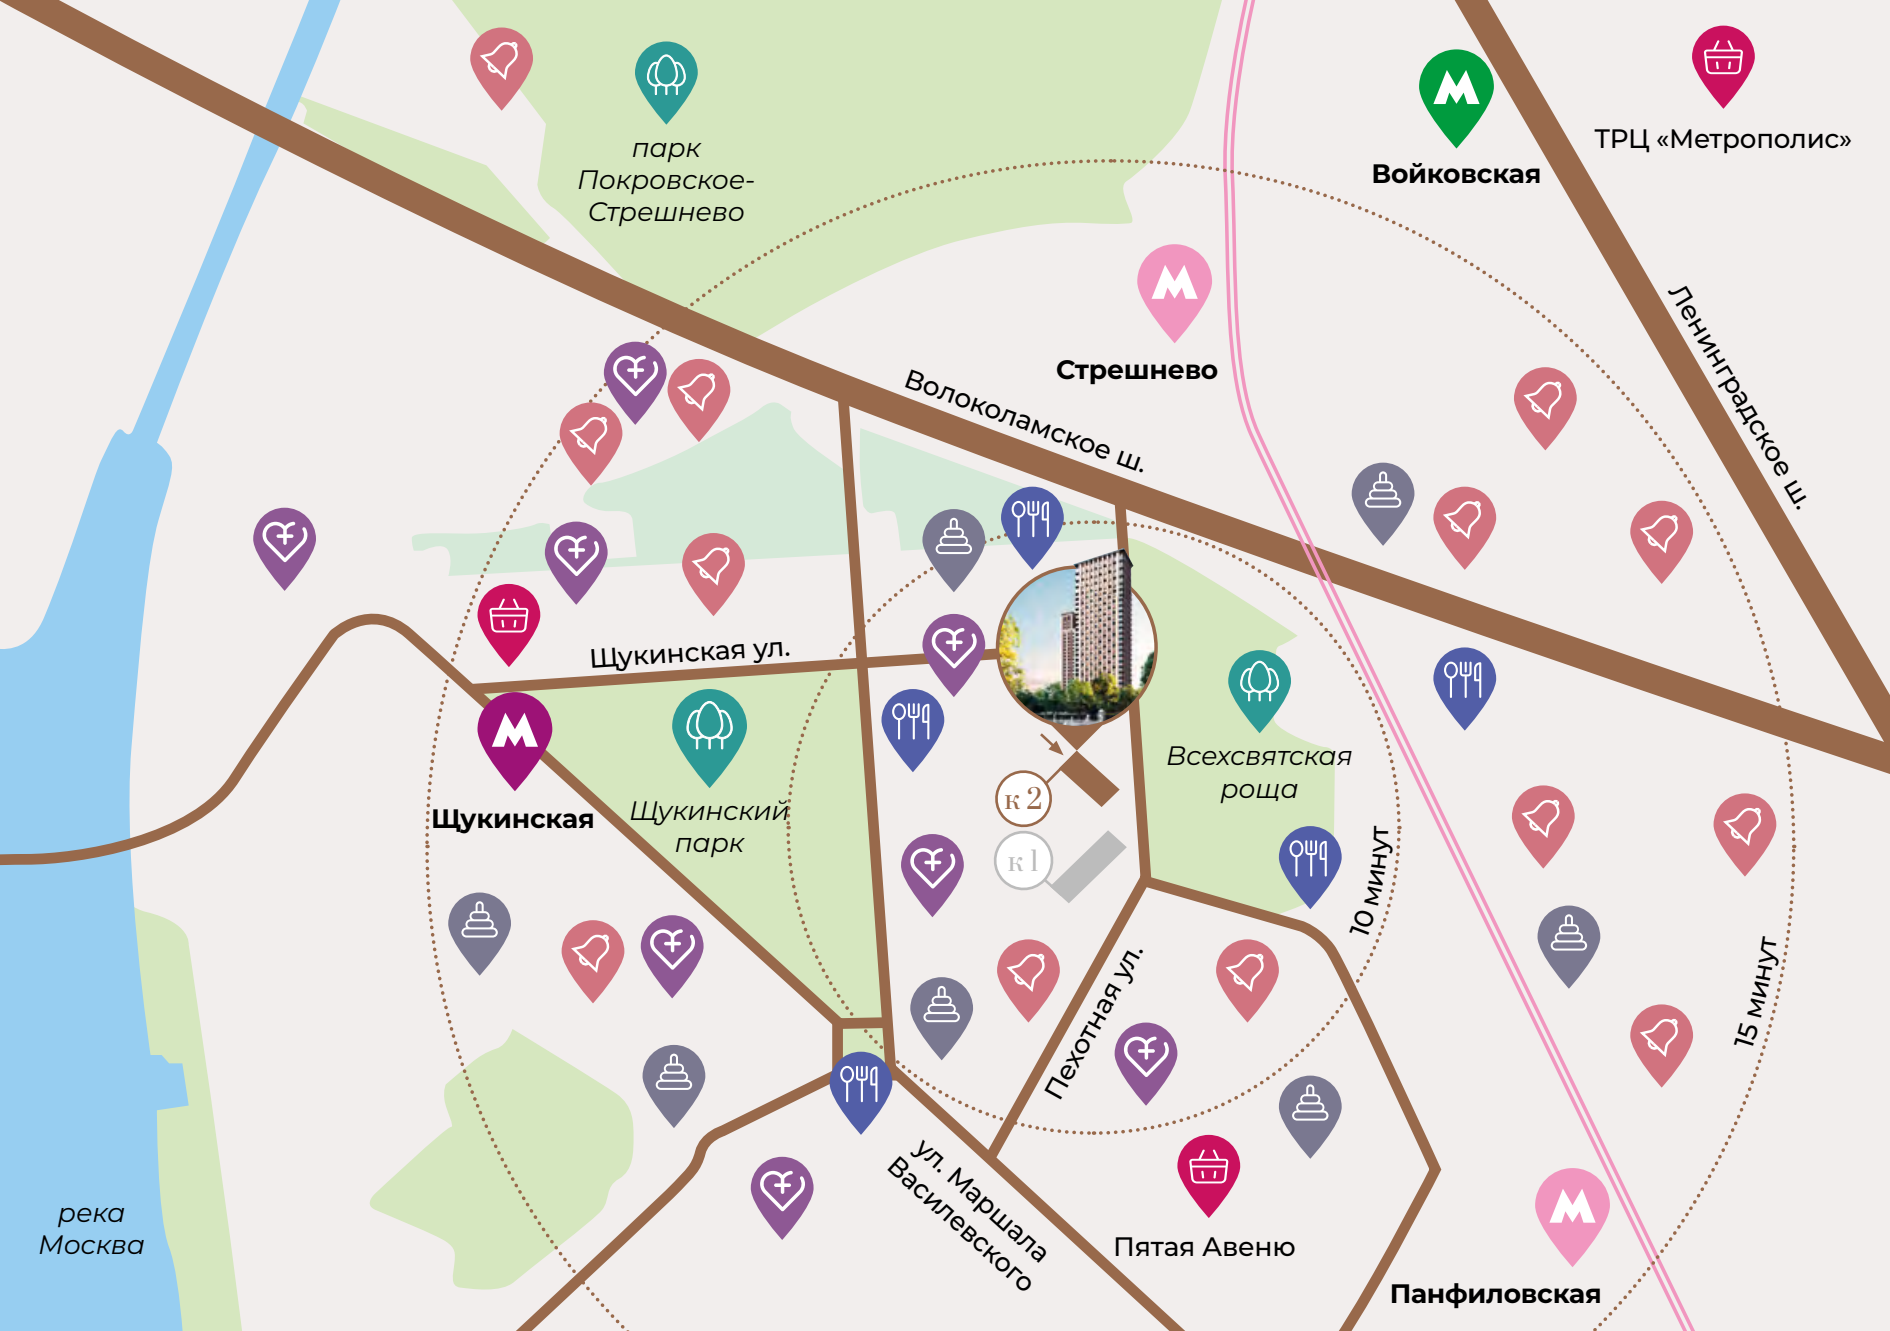 парк
Покровское-
Стрешнево
Войковская
ТРЦ «Метрополис»
Стрешнево
Ленинградское ш.
Волоколамское ш.
Щукинская ул.
Щукинская
Щукинский
парк
Всехсвятская
роща
к 2
к 1
10 минут
15 минут
Пехотная ул.
ул. Маршала
Василевского
Пятая Авеню
Панфиловская
река
Москва